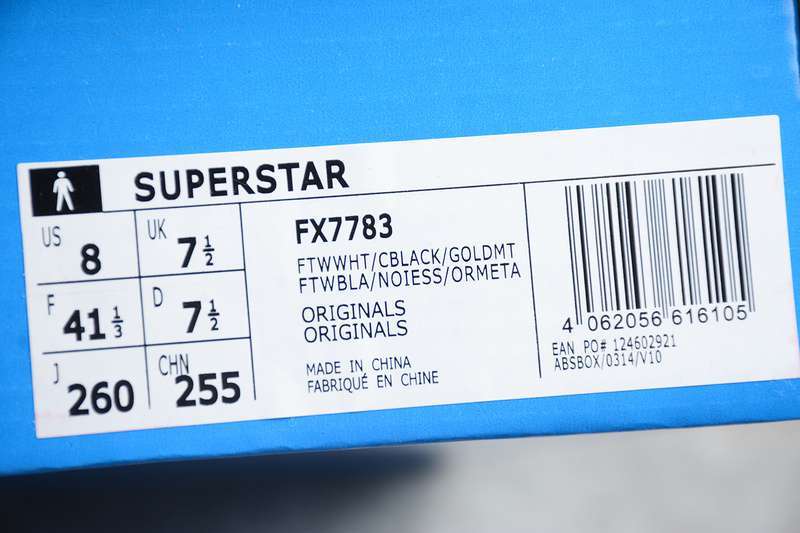 SUPERSTAR
US 8
UK 7 1/2
F 41 1/3
D 7 1/2
J 260
CHN 255
FX7783
FTWWHT/CBLACK/GOLDMT
FTWBLA/NOIESS/ORMETA
ORIGINALS
ORIGINALS
MADE IN CHINA
FABRIQUÉ EN CHINE
4 062056 616105
EAN PO# 124602921
ABSBOX/0314/V10